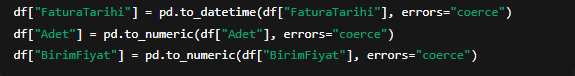 df["FaturaTarihi"] = pd.to_datetime(df["FaturaTarihi"], errors="coerce")
df["Adet"] = pd.to_numeric(df["Adet"], errors="coerce")
df["BirimFiyat"] = pd.to_numeric(df["BirimFiyat"], errors="coerce")